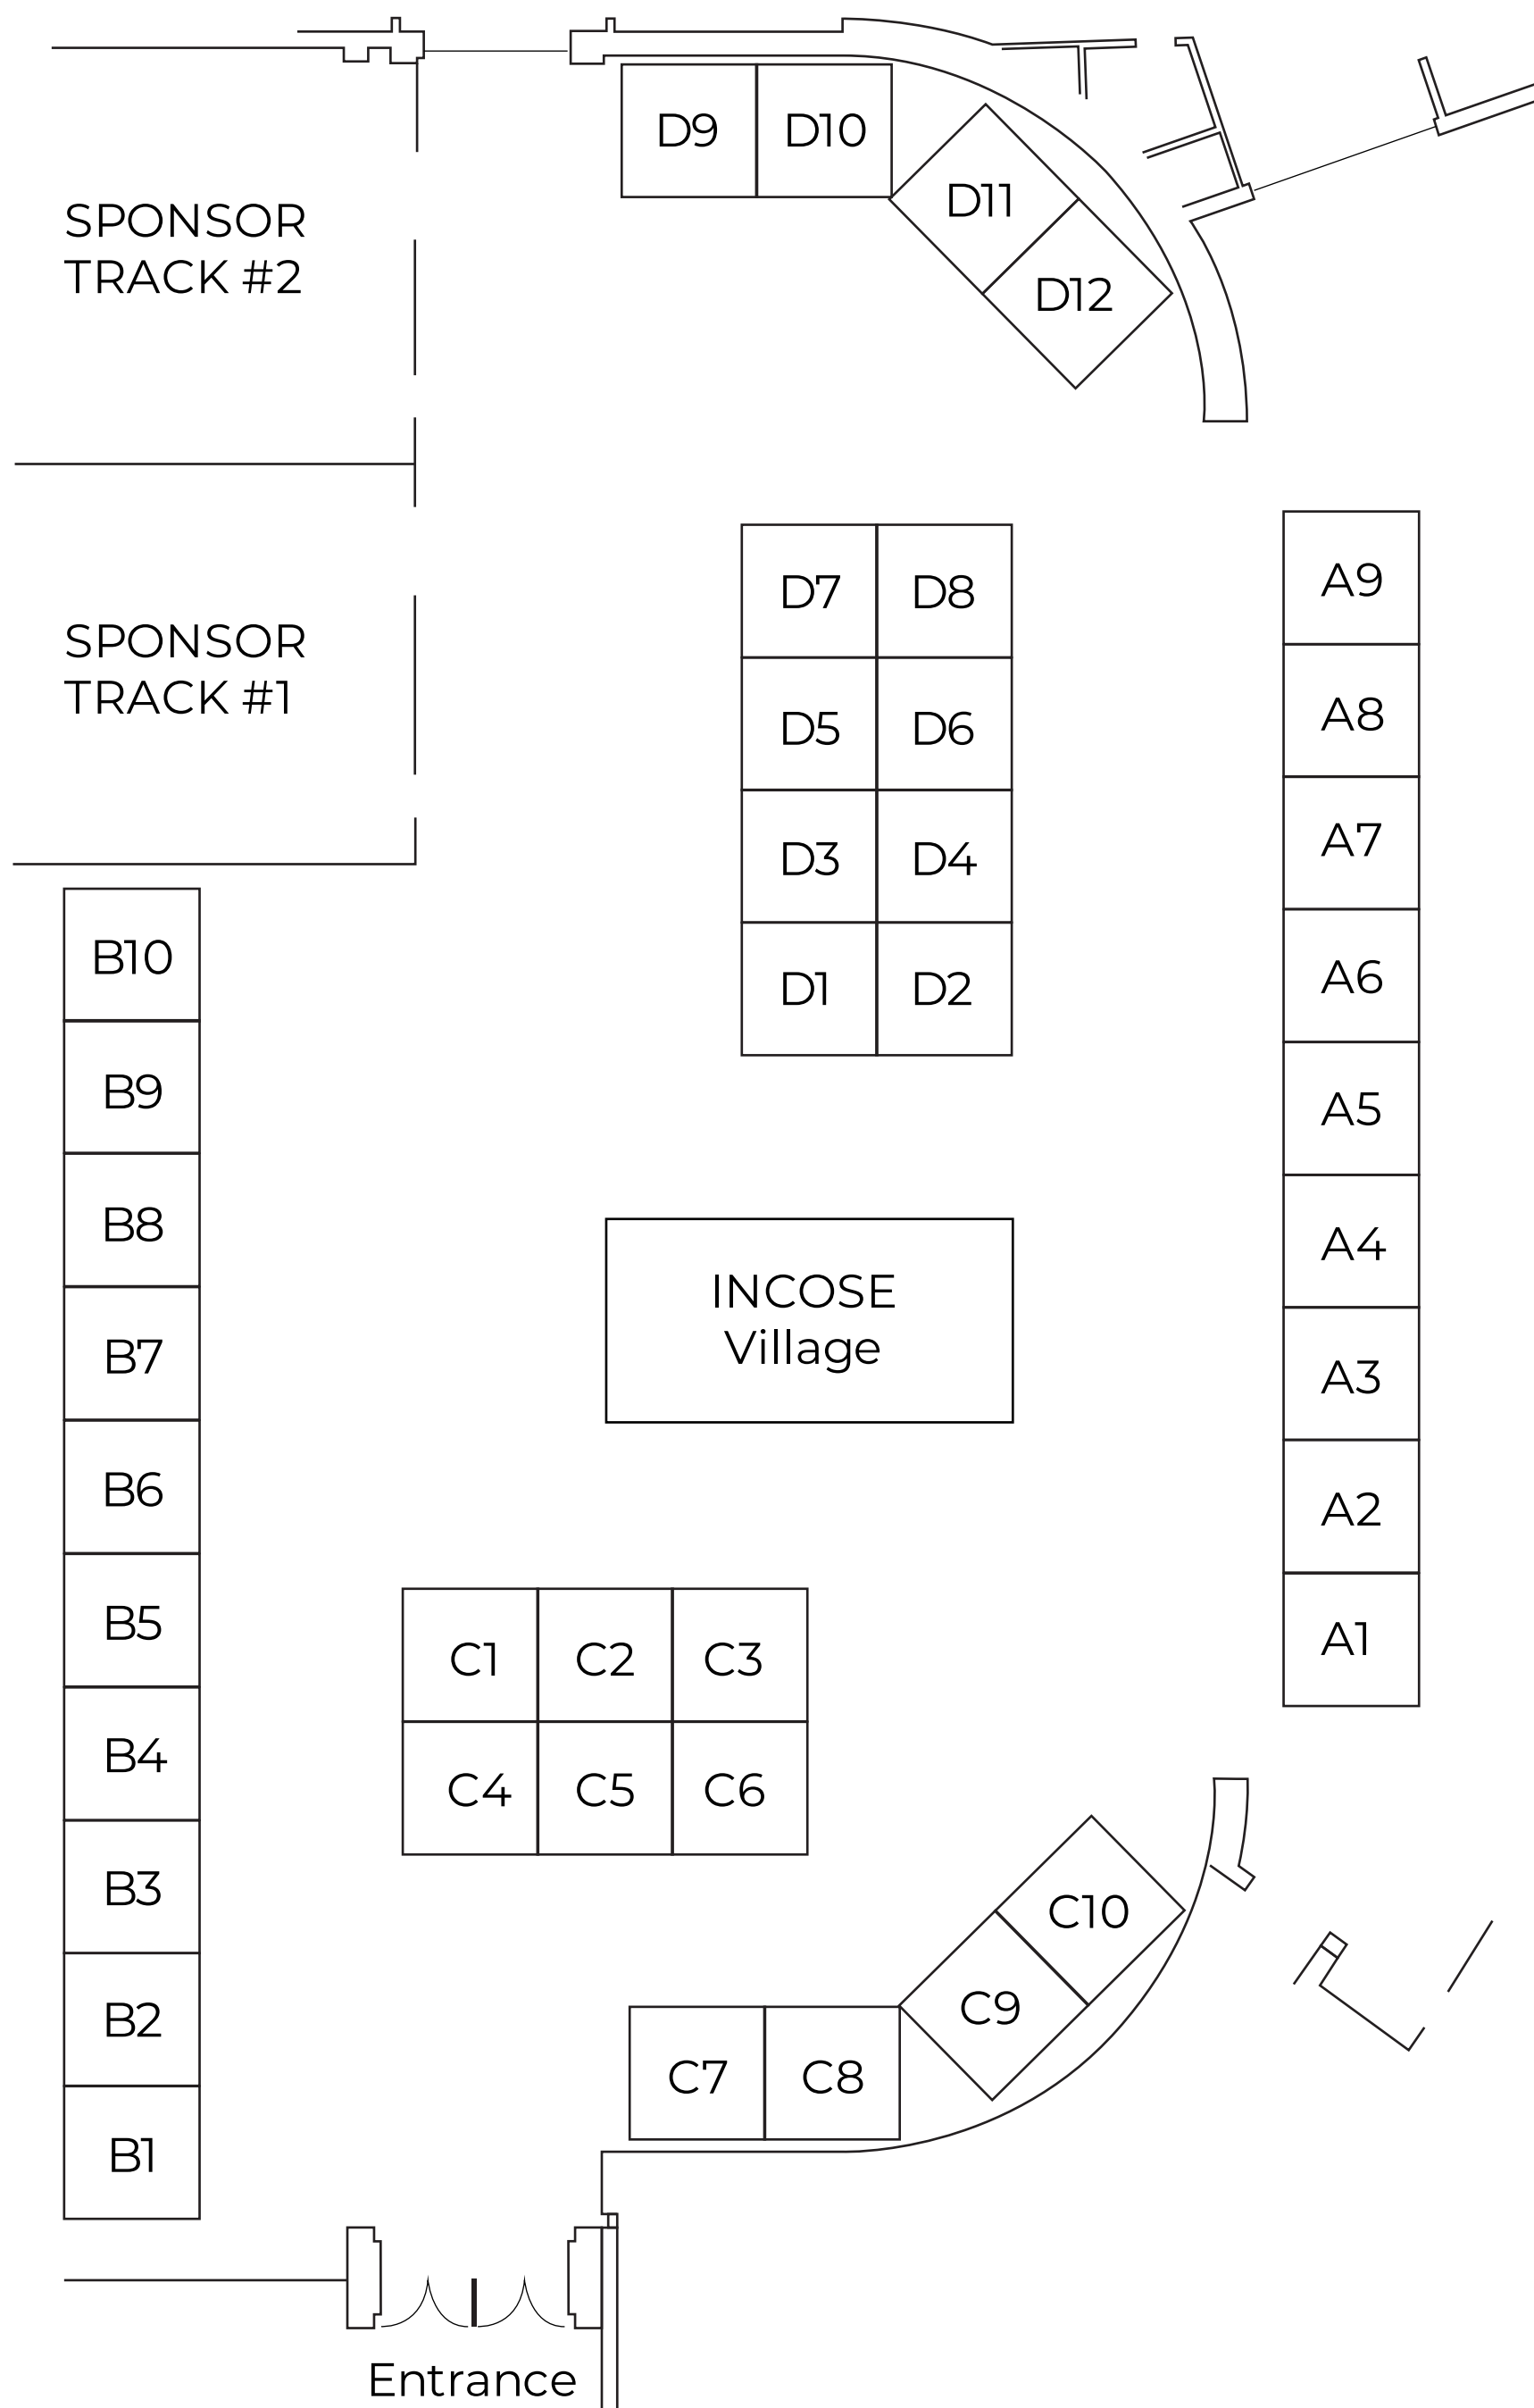 D9
D10
D11
D12
SPONSOR
TRACK #2
SPONSOR
TRACK #1
D7
D8
D5
D6
D3
D4
D1
D2
A9
A8
A7
A6
A5
A4
A3
A2
A1
B10
B9
B8
B7
B6
B5
B4
B3
B2
B1
INCOSE
Village
C1
C2
C3
C4
C5
C6
C10
C9
C7
C8
Entrance